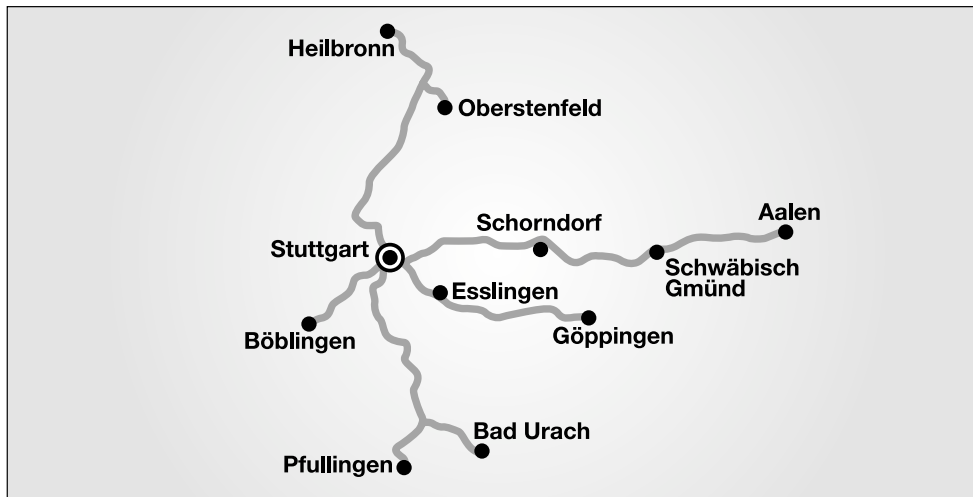 Heilbronn
Oberstenfeld
Aalen
Schorndorf
Stuttgart
Schwäbisch
Gmünd
Esslingen
Böblingen
Göppingen
Bad Urach
Pfullingen